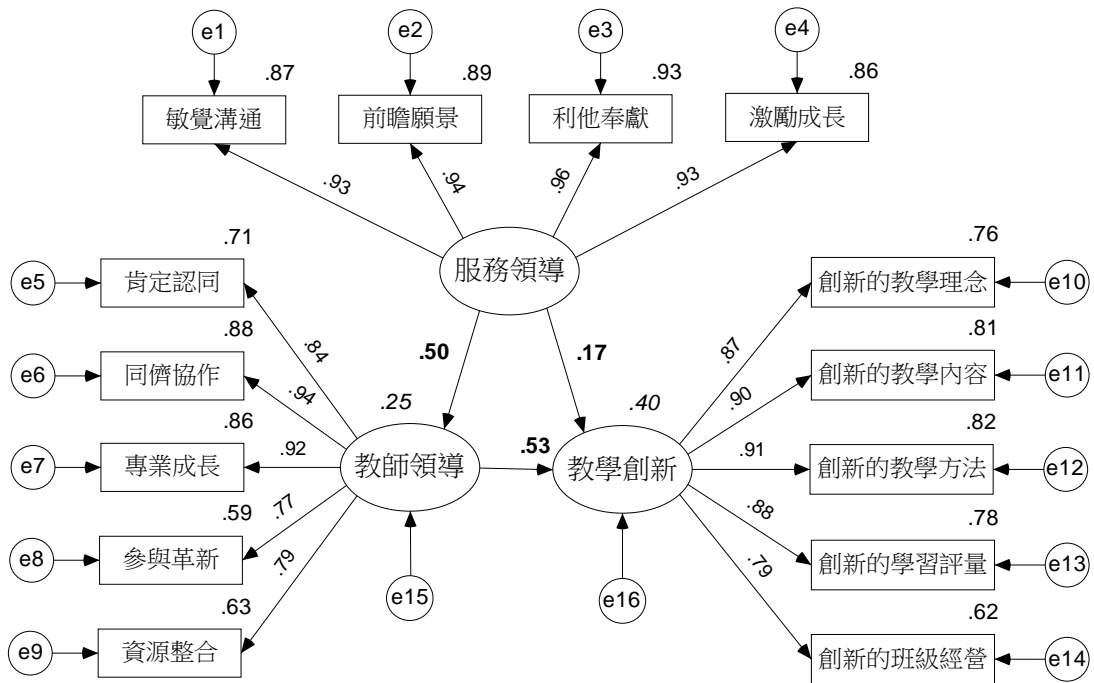 e1
e2
e3
e4
.87
.89
.93
.86
敏覺溝通
前瞻願景
利他奉獻
激勵成長
.93
.94
.96
.93
服務領導
.71
e5
肯定認同
.84
.88
e6
同儕協作
.94
.86
e7
專業成長
.92
.59
e8
參與革新
.77
.63
e9
資源整合
.79
.50
.17
.25
教師領導
e15
.53
.40
教學創新
e16
.76
創新的教學理念
e10
.87
.81
創新的教學內容
e11
.90
.82
創新的教學方法
e12
.91
.78
創新的學習評量
e13
.88
.62
創新的班級經營
e14
.79